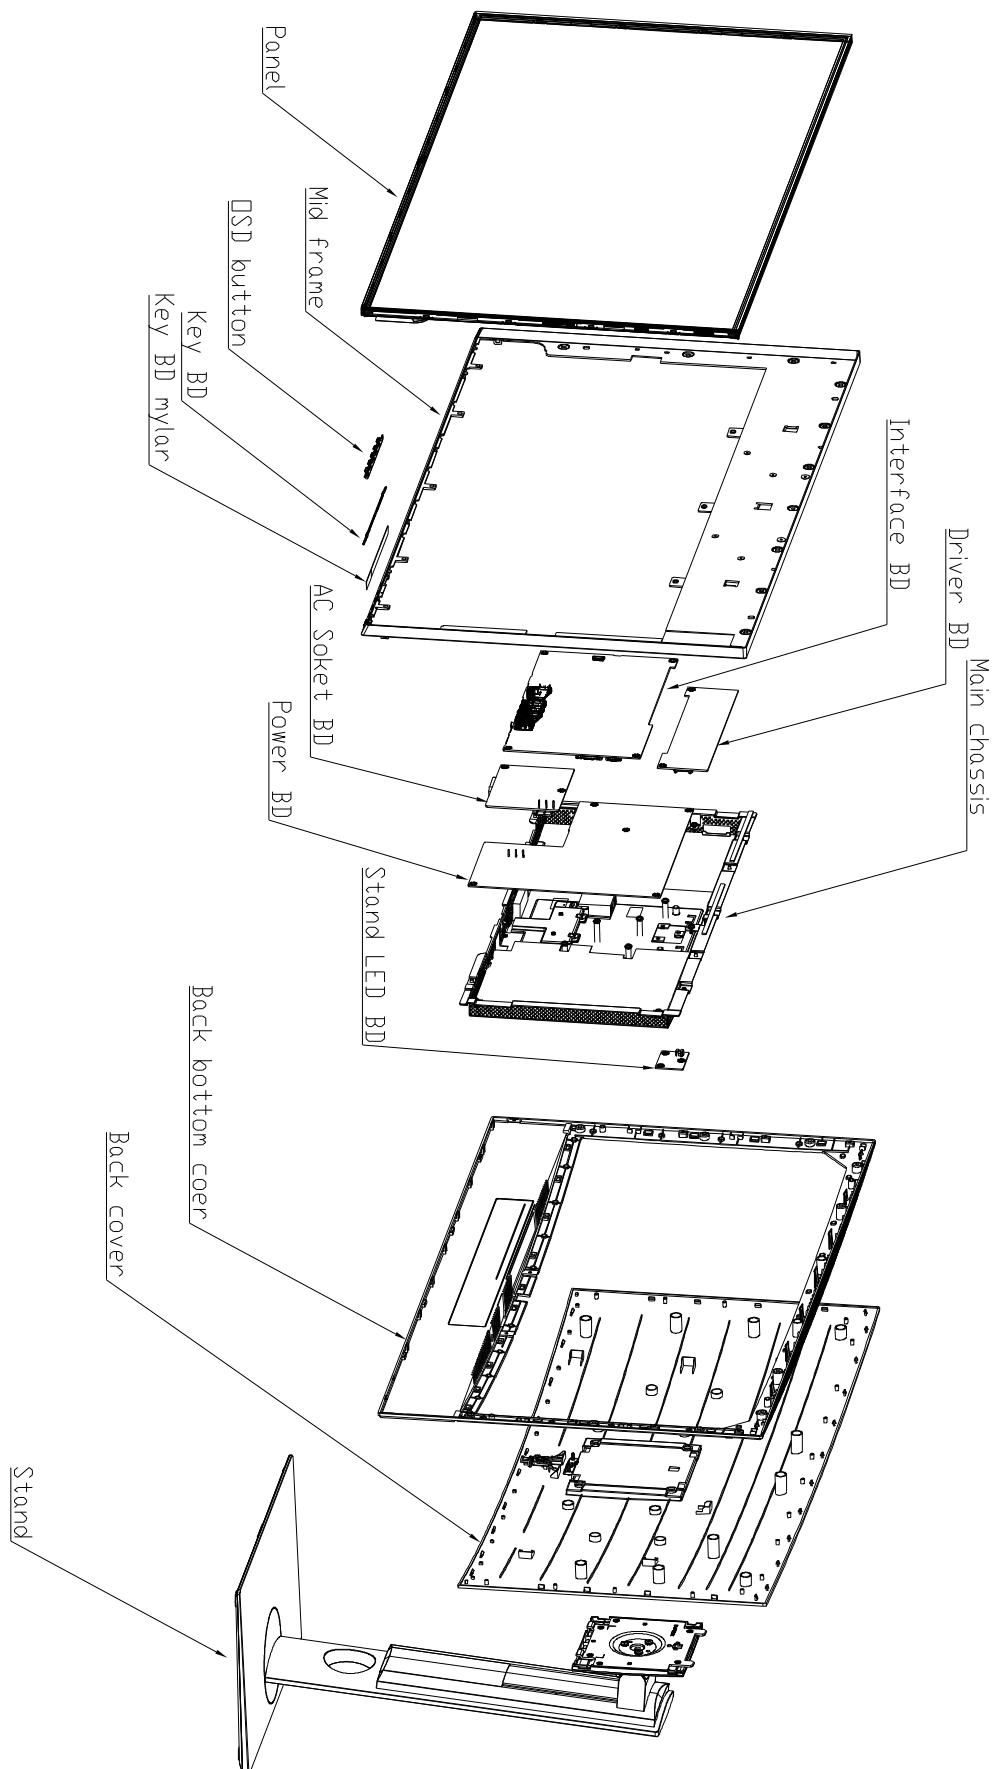 Panel
Mid frame
OSD button
Key BD
Key BD mylar
Interface BD
Driver BD
Main chassis
AC Soket BD
Power BD
Stand LED BD
Back bottom coer
Back cover
Stand